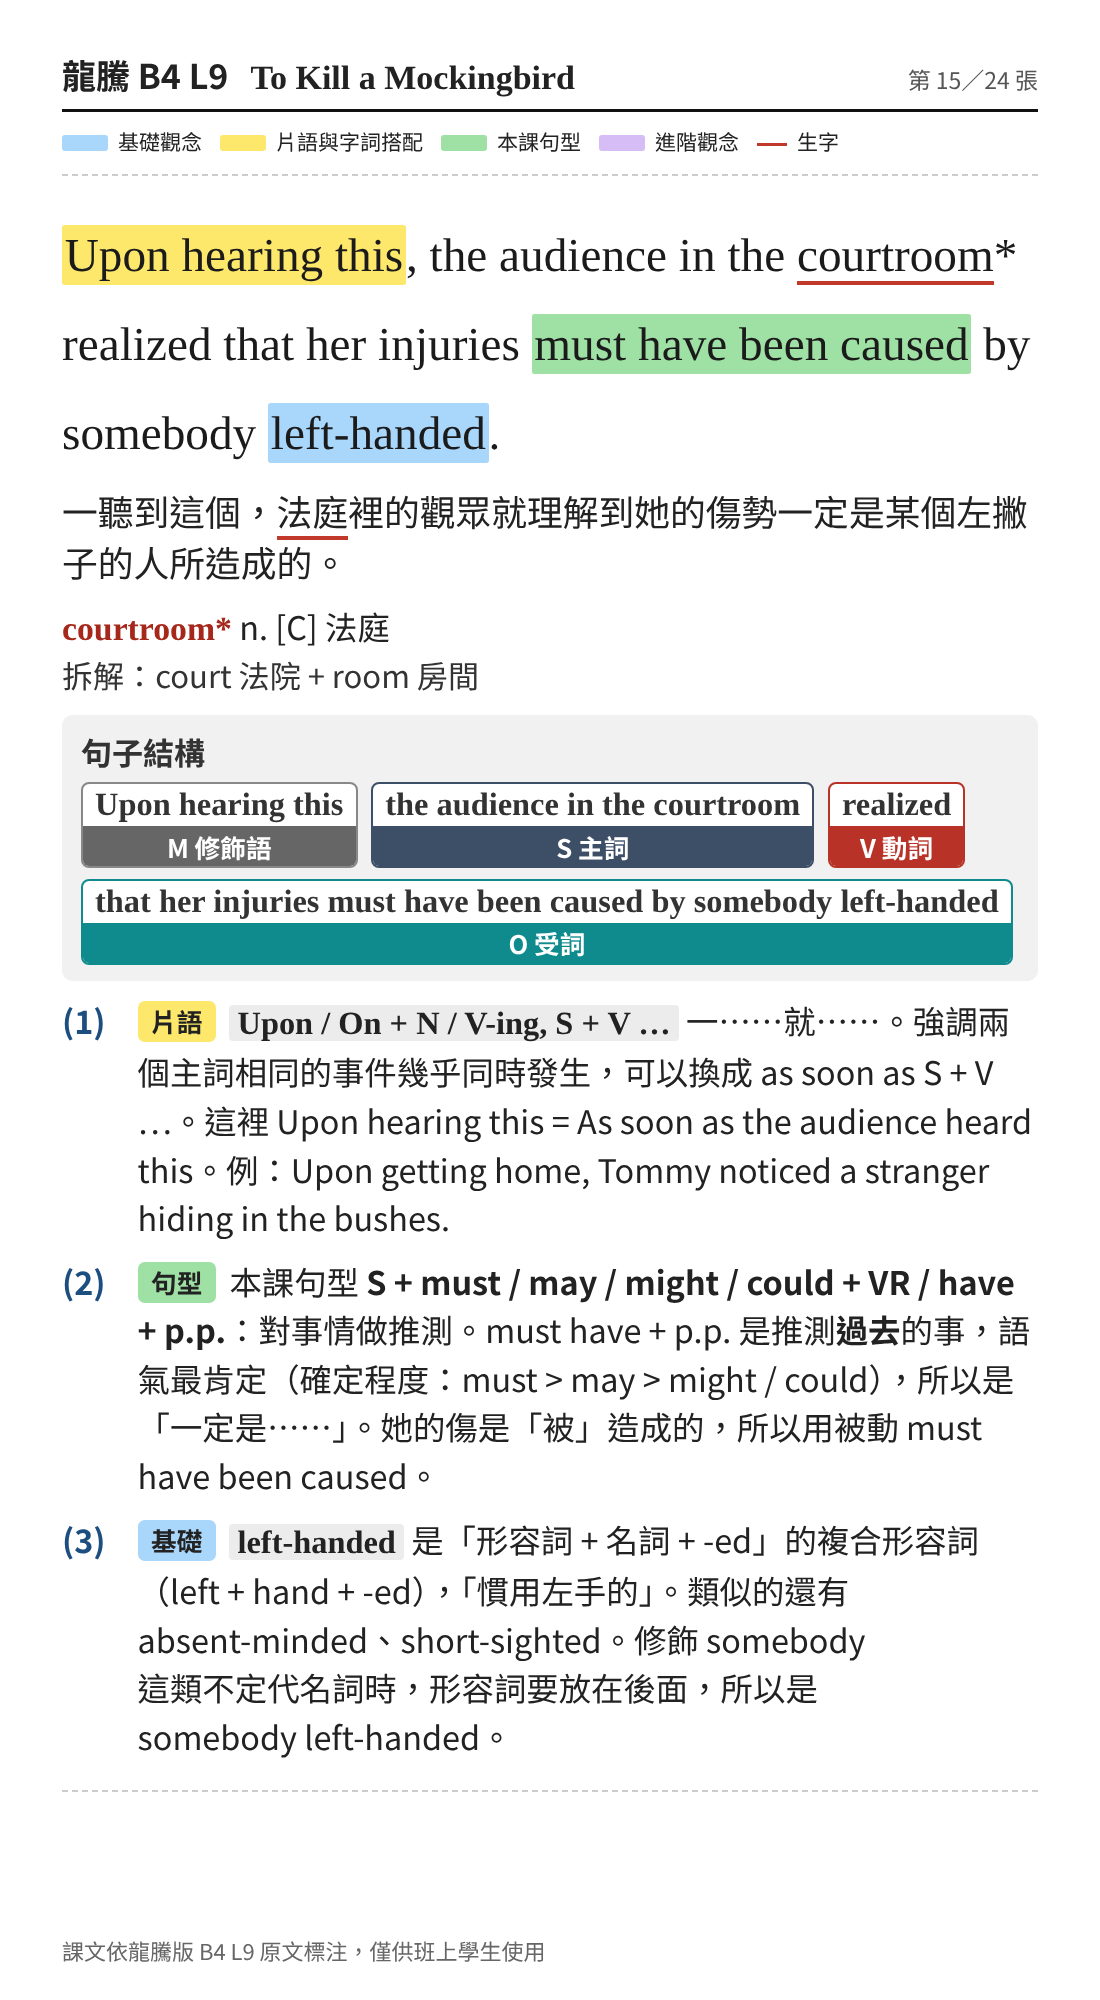 龍騰 B4 L9 To Kill a Mockingbird 第 15／24 張
基礎觀念 片語與字詞搭配 本課句型 進階觀念 生字
Upon hearing this, the audience in the courtroom*
realized that her injuries must have been caused by
somebody left-handed.
一聽到這個，法庭裡的觀眾就理解到她的傷勢一定是某個左撇
子的人所造成的。
courtroom* n. [C] 法庭
拆解：court 法院 + room 房間
句子結構
Upon hearing this the audience in the courtroom realized
M 修飾語 S 主詞 V 動詞
that her injuries must have been caused by somebody left-handed
O 受詞
(1) 片語 Upon / On + N / V-ing, S + V … 一⋯⋯就⋯⋯。強調兩
個主詞相同的事件幾乎同時發生，可以換成 as soon as S + V
…。這裡 Upon hearing this = As soon as the audience heard
this。例：Upon getting home, Tommy noticed a stranger
hiding in the bushes.
(2) 句型 本課句型 S + must / may / might / could + VR / have
+ p.p.：對事情做推測。must have + p.p. 是推測過去的事，語
氣最肯定（確定程度：must > may > might / could），所以是
「一定是⋯⋯」。她的傷是「被」造成的，所以用被動 must
have been caused。
(3) 基礎 left-handed 是「形容詞 + 名詞 + -ed」的複合形容詞
（left + hand + -ed），「慣用左手的」。類似的還有
absent-minded、short-sighted。修飾 somebody
這類不定代名詞時，形容詞要放在後面，所以是
somebody left-handed。
課文依龍騰版 B4 L9 原文標注，僅供班上學生使用